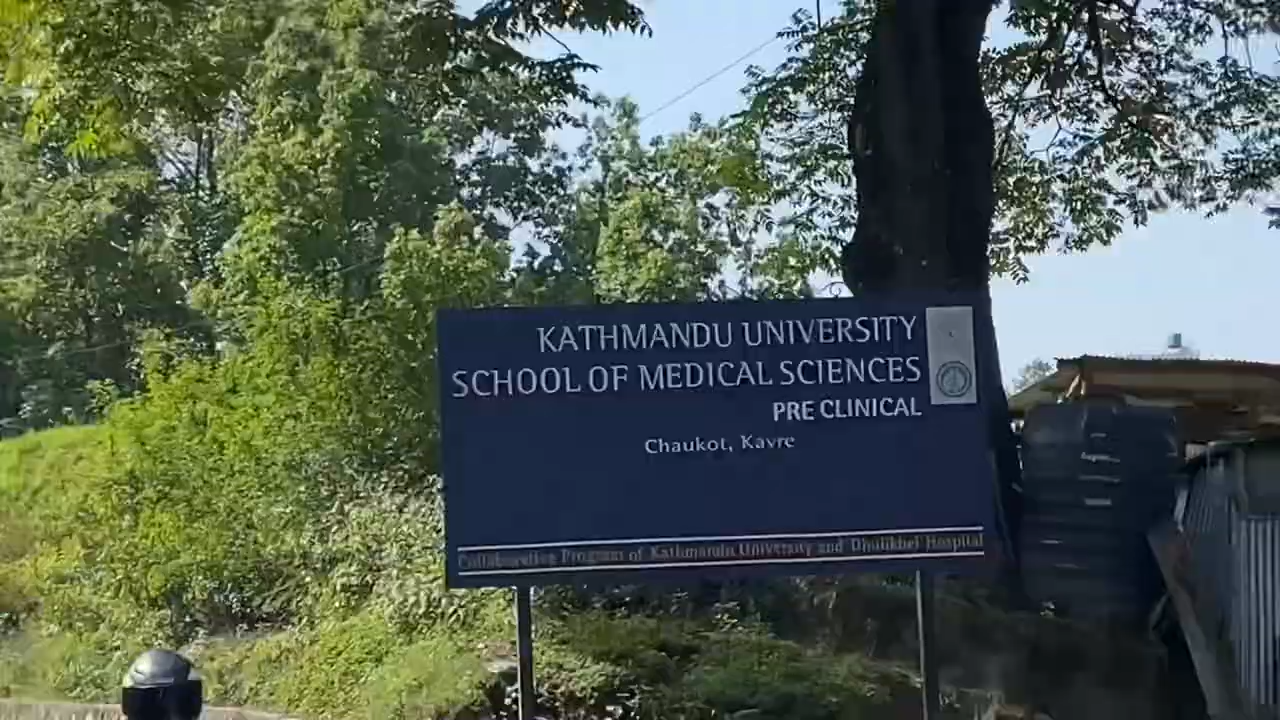 KATHMANDU UNIVERSITY
SCHOOL OF MEDICAL SCIENCES
PRE CLINICAL
Chaukot, Kavre
Collaborative Program of Kathmandu University and Dhulikhel Hospital